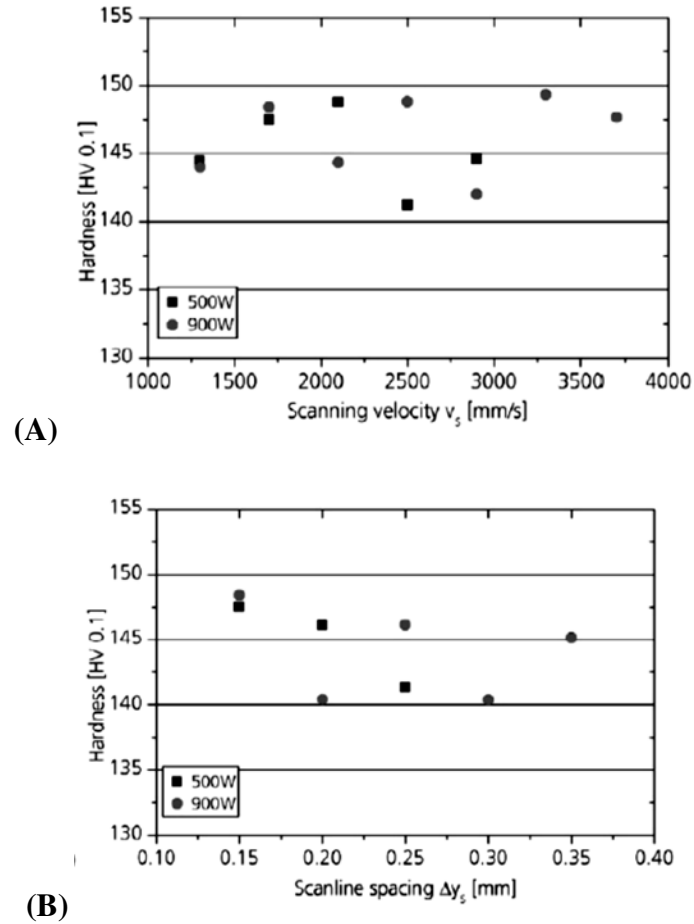 155
150
145
140
135
130
Hardness [HV 0.1]
500W
900W
1000 1500 2000 2500 3000 3500 4000
Scanning velocity vs [mm/s]
(A)
155
150
145
140
135
130
Hardness [HV 0.1]
500W
900W
0.10 0.15 0.20 0.25 0.30 0.35 0.40
Scanline spacing Δys [mm]
)
(B)